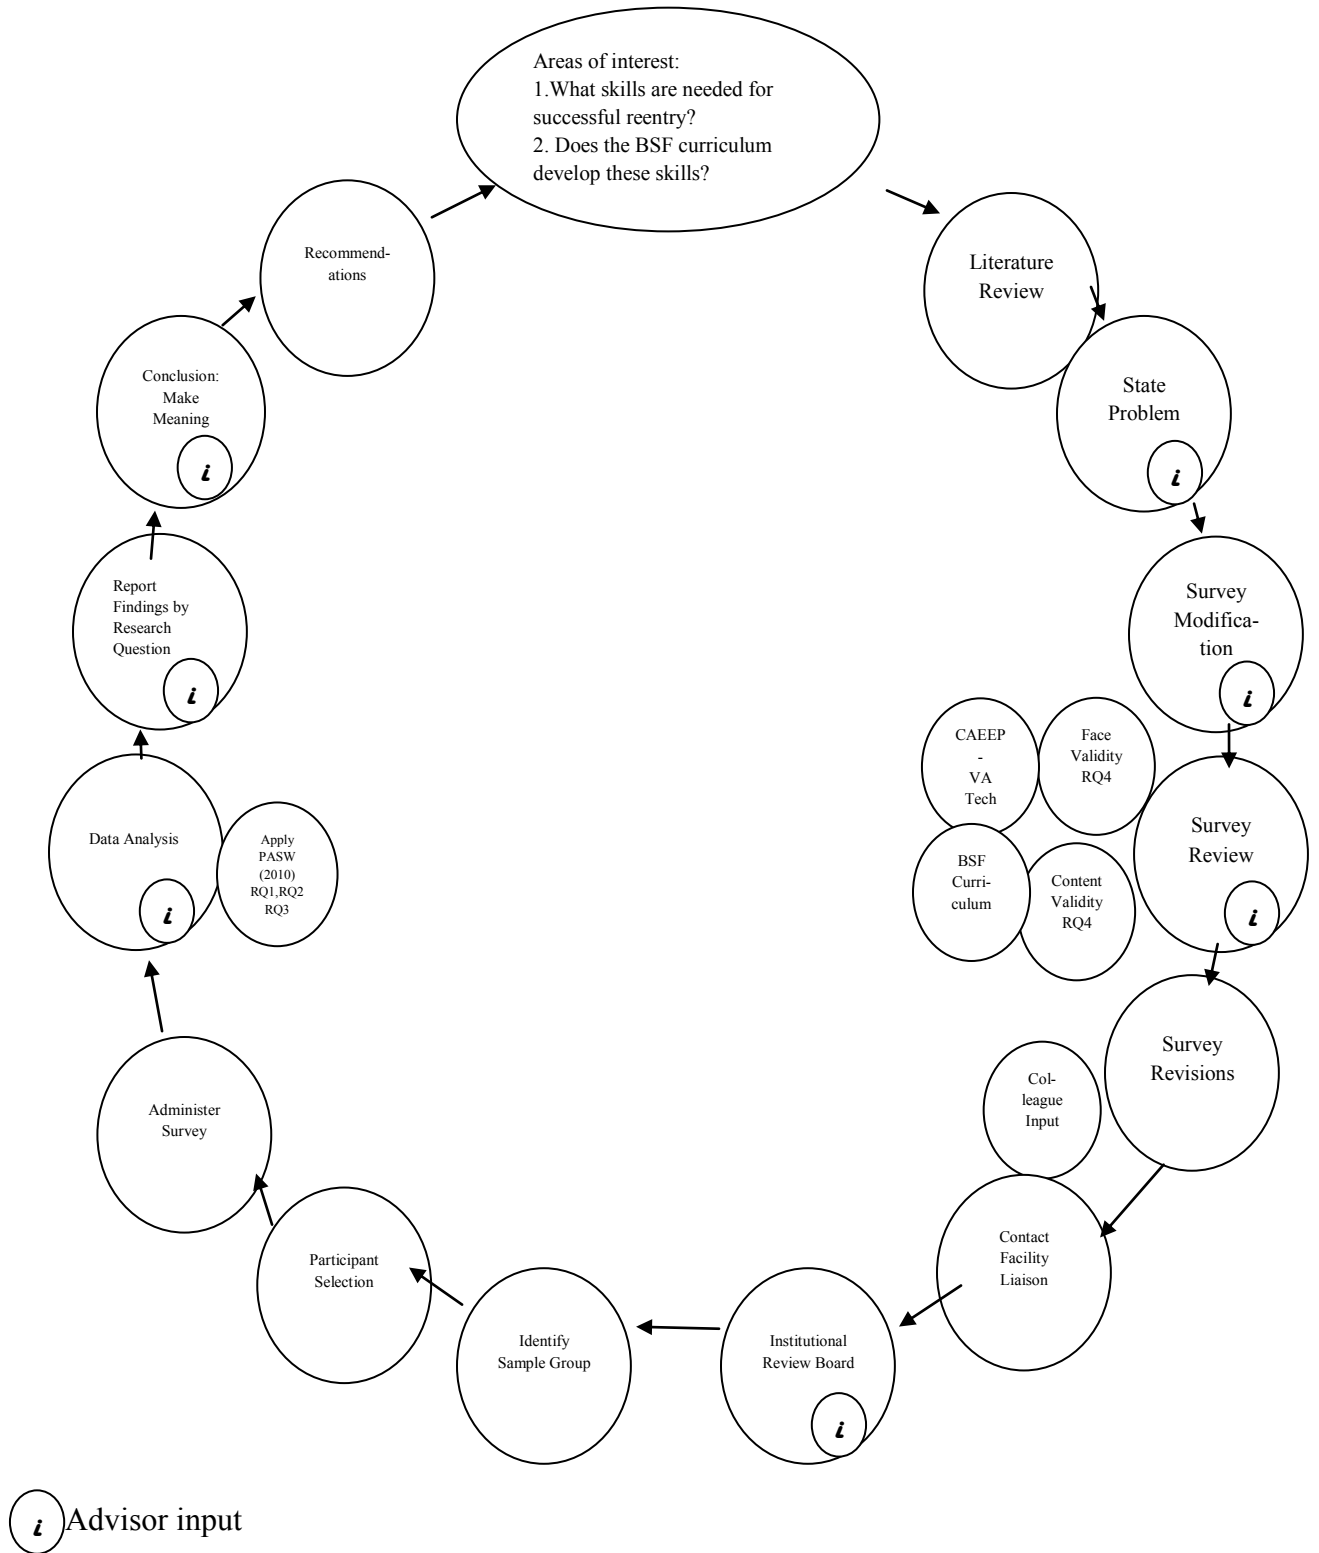 Areas of interest:
1.What skills are needed for
successful reentry?
2. Does the BSF curriculum
develop these skills?
Literature
Review
State
Problem
i
Survey
Modifica-
tion
i
Survey
Review
i
Face
Validity
RQ4
CAEEP
-
VA
Tech
BSF
Curri-
culum
Content
Validity
RQ4
Survey
Revisions
Col-
league
Input
Contact
Facility
Liaison
Institutional
Review Board
i
Identify
Sample Group
Participant
Selection
Administer
Survey
Data Analysis
i
Apply
PASW
(2010)
RQ1,RQ2
RQ3
Report
Findings by
Research
Question
i
Conclusion:
Make
Meaning
i
Recommend-
ations
i Advisor input